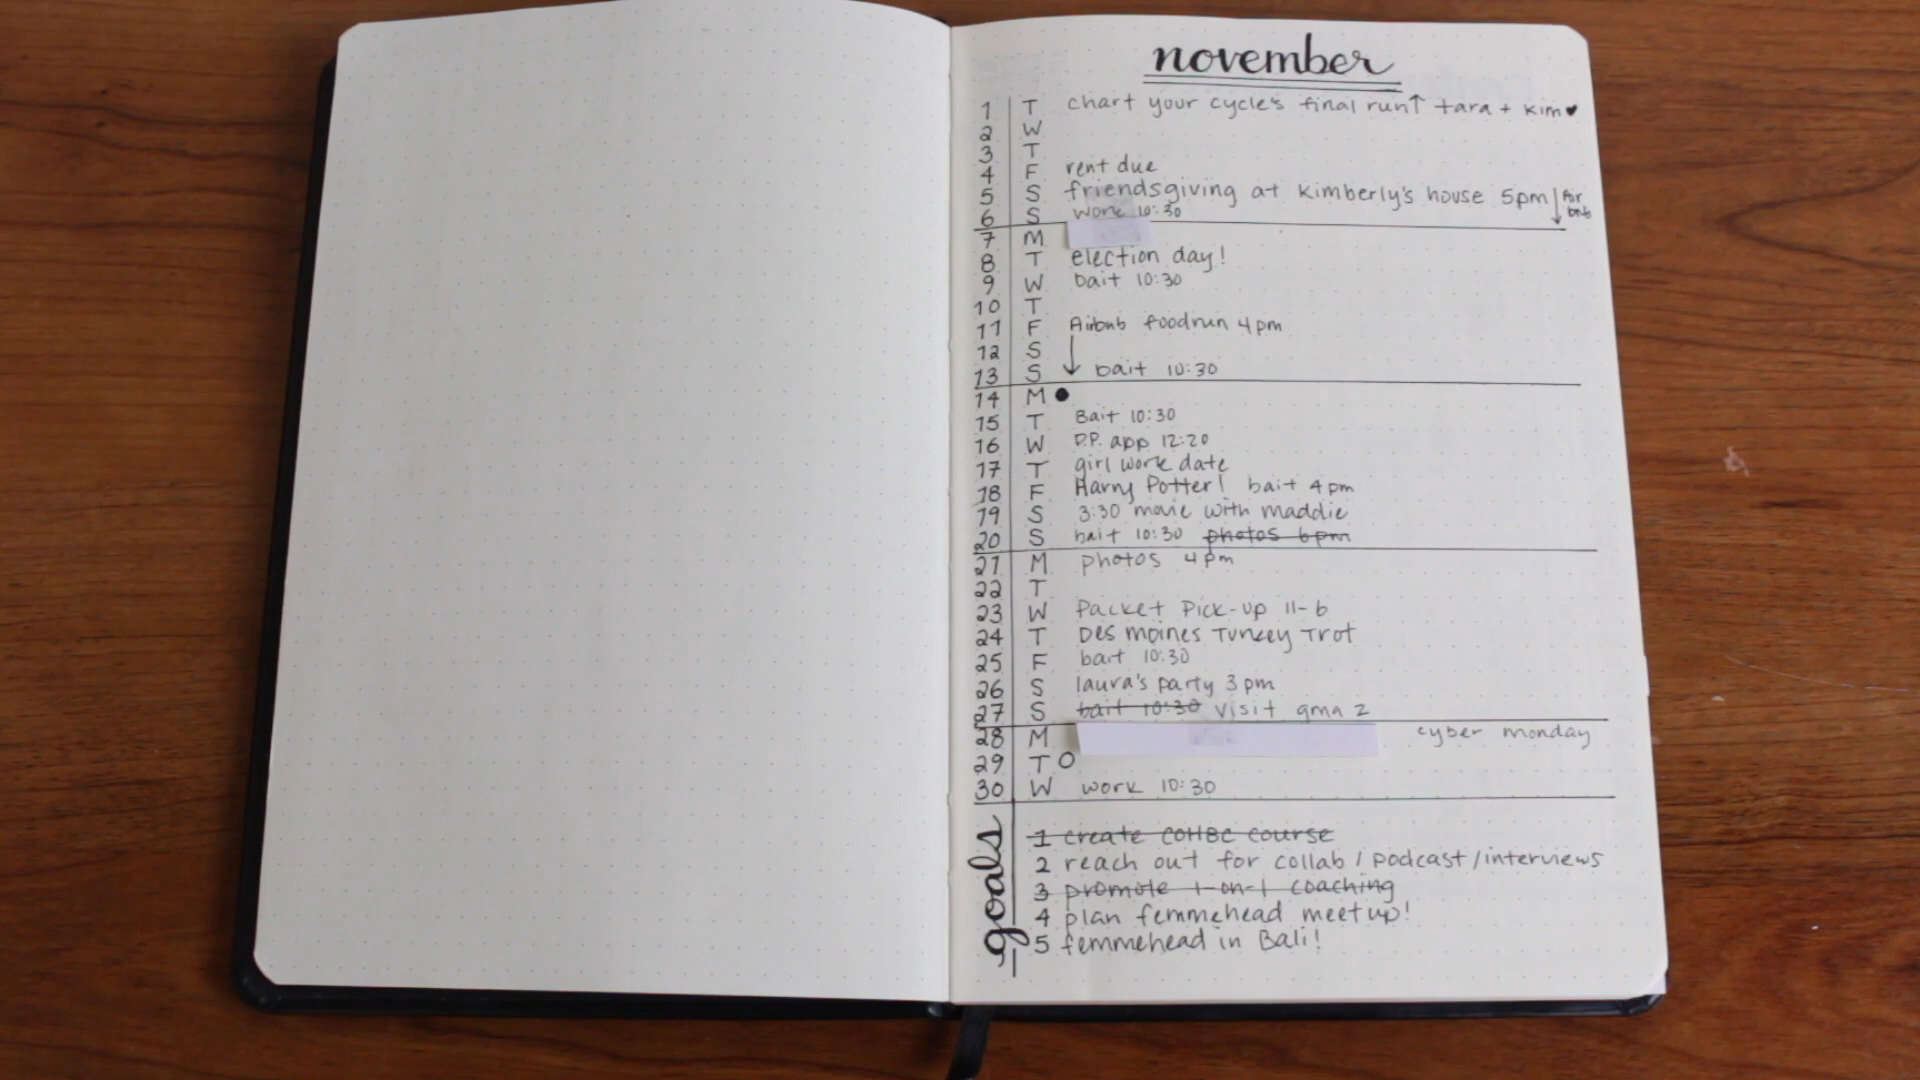 november
1 T chart your cycles final run↑ tara + kim♥
2 W
3 T
4 F rent due
5 S friendsgiving at Kimberly's house 5pm Air bnb
6 S work 10:30
7 M
8 T election day!
9 W bait 10:30
10 T
11 F Airbnb foodrun 4pm
12 S
13 S bait 10:30
14 M
15 T Bait 10:30
16 W P.P. app 12:20
17 T girl work date
18 F Harry Potter! bait 4pm
19 S 3:30 movie with maddie
20 S bait 10:30 photos 6pm
21 M photos 4pm
22 T
23 W Packet Pick-up 11-6
24 T Des moines Turkey Trot
25 F bait 10:30
26 S laura's party 3pm
27 S bait 10:30 visit gma 2
28 M cyber monday
29 T
30 W work 10:30
goals
1 create COHBC course
2 reach out for collab / podcast / interviews
3 promote 1-on-1 coaching
4 plan femmehead meetup!
5 femmehead in Bali!